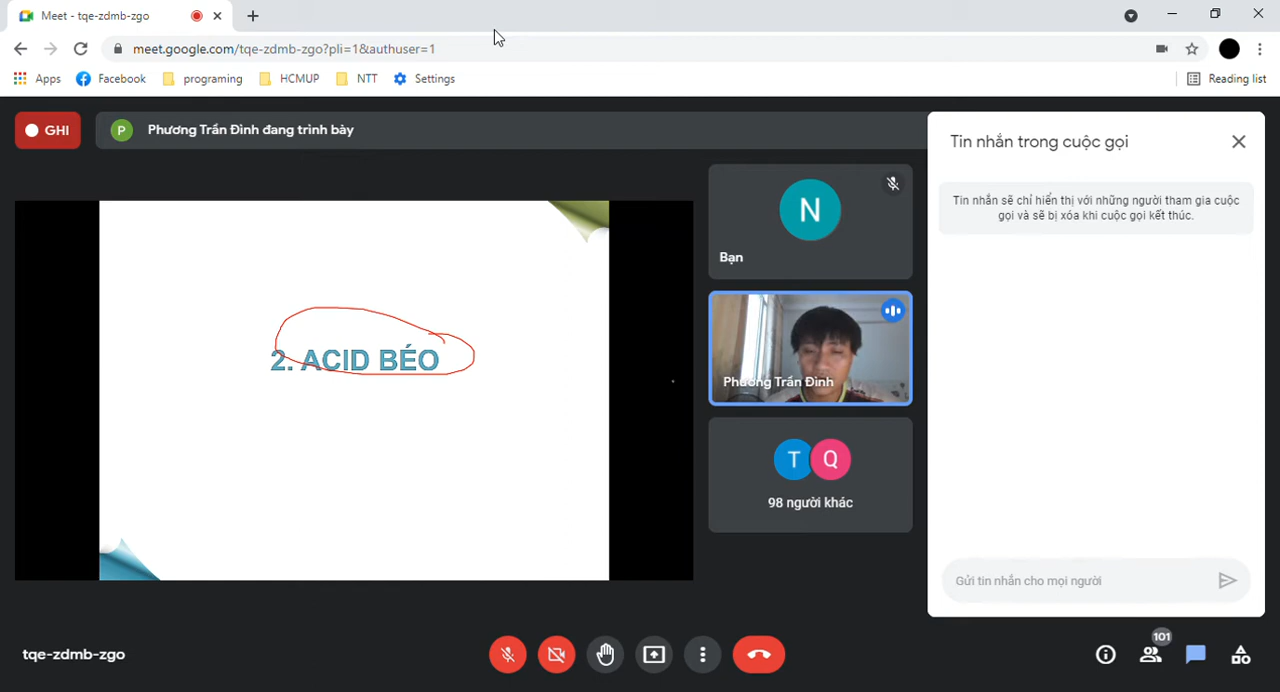 Meet - tqe-zdmb-zgo
meet.google.com/tqe-zdmb-zgo?pli=1&authuser=1
Apps Facebook programing HCMUP NTT Settings Reading list
GHI
P Phương Trần Đình đang trình bày
2. ACID BÉO
N
Bạn
Phương Trần Đình
T Q
98 người khác
Tin nhắn trong cuộc gọi
Tin nhắn sẽ chỉ hiển thị với những người tham gia cuộc
gọi và sẽ bị xóa khi cuộc gọi kết thúc.
Gửi tin nhắn cho mọi người
tqe-zdmb-zgo
101